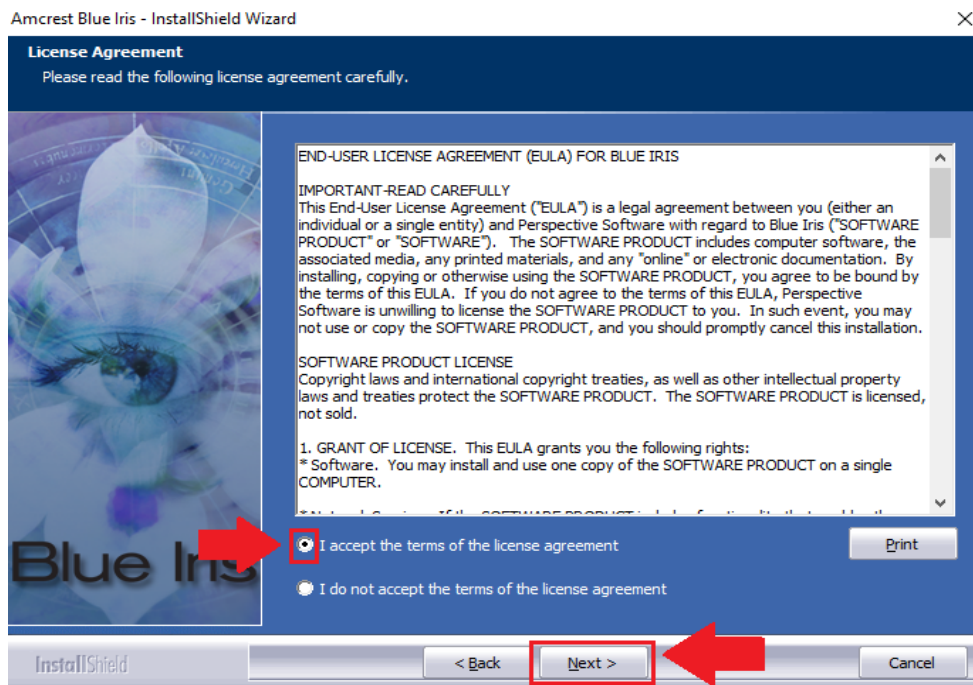 Amcrest Blue Iris - InstallShield Wizard
License Agreement
Please read the following license agreement carefully.
END-USER LICENSE AGREEMENT (EULA) FOR BLUE IRIS
IMPORTANT-READ CAREFULLY
This End-User License Agreement ("EULA") is a legal agreement between you (either an
individual or a single entity) and Perspective Software with regard to Blue Iris ("SOFTWARE
PRODUCT" or "SOFTWARE").   The SOFTWARE PRODUCT includes computer software, the
associated media, any printed materials, and any "online" or electronic documentation.  By
installing, copying or otherwise using the SOFTWARE PRODUCT, you agree to be bound by
the terms of this EULA.  If you do not agree to the terms of this EULA, Perspective
Software is unwilling to license the SOFTWARE PRODUCT to you.  In such event, you may
not use or copy the SOFTWARE PRODUCT, and you should promptly cancel this installation.
SOFTWARE PRODUCT LICENSE
Copyright laws and international copyright treaties, as well as other intellectual property
laws and treaties protect the SOFTWARE PRODUCT.  The SOFTWARE PRODUCT is licensed,
not sold.
1. GRANT OF LICENSE.  This EULA grants you the following rights:
* Software.  You may install and use one copy of the SOFTWARE PRODUCT on a single
COMPUTER.
I accept the terms of the license agreement
Print
Blue Iris
I do not accept the terms of the license agreement
InstallShield
< Back
Next >
Cancel